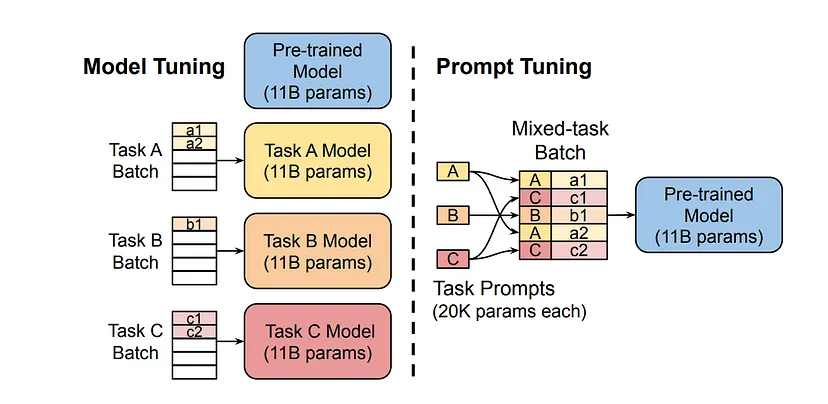 Model Tuning
Pre-trained
Model
(11B params)
Task A
Batch
a1
a2
Task A Model
(11B params)
Task B
Batch
b1
Task B Model
(11B params)
Task C
Batch
c1
c2
Task C Model
(11B params)
Prompt Tuning
Mixed-task
Batch
A
B
C
A a1
C c1
B b1
A a2
C c2
Task Prompts
(20K params each)
Pre-trained
Model
(11B params)